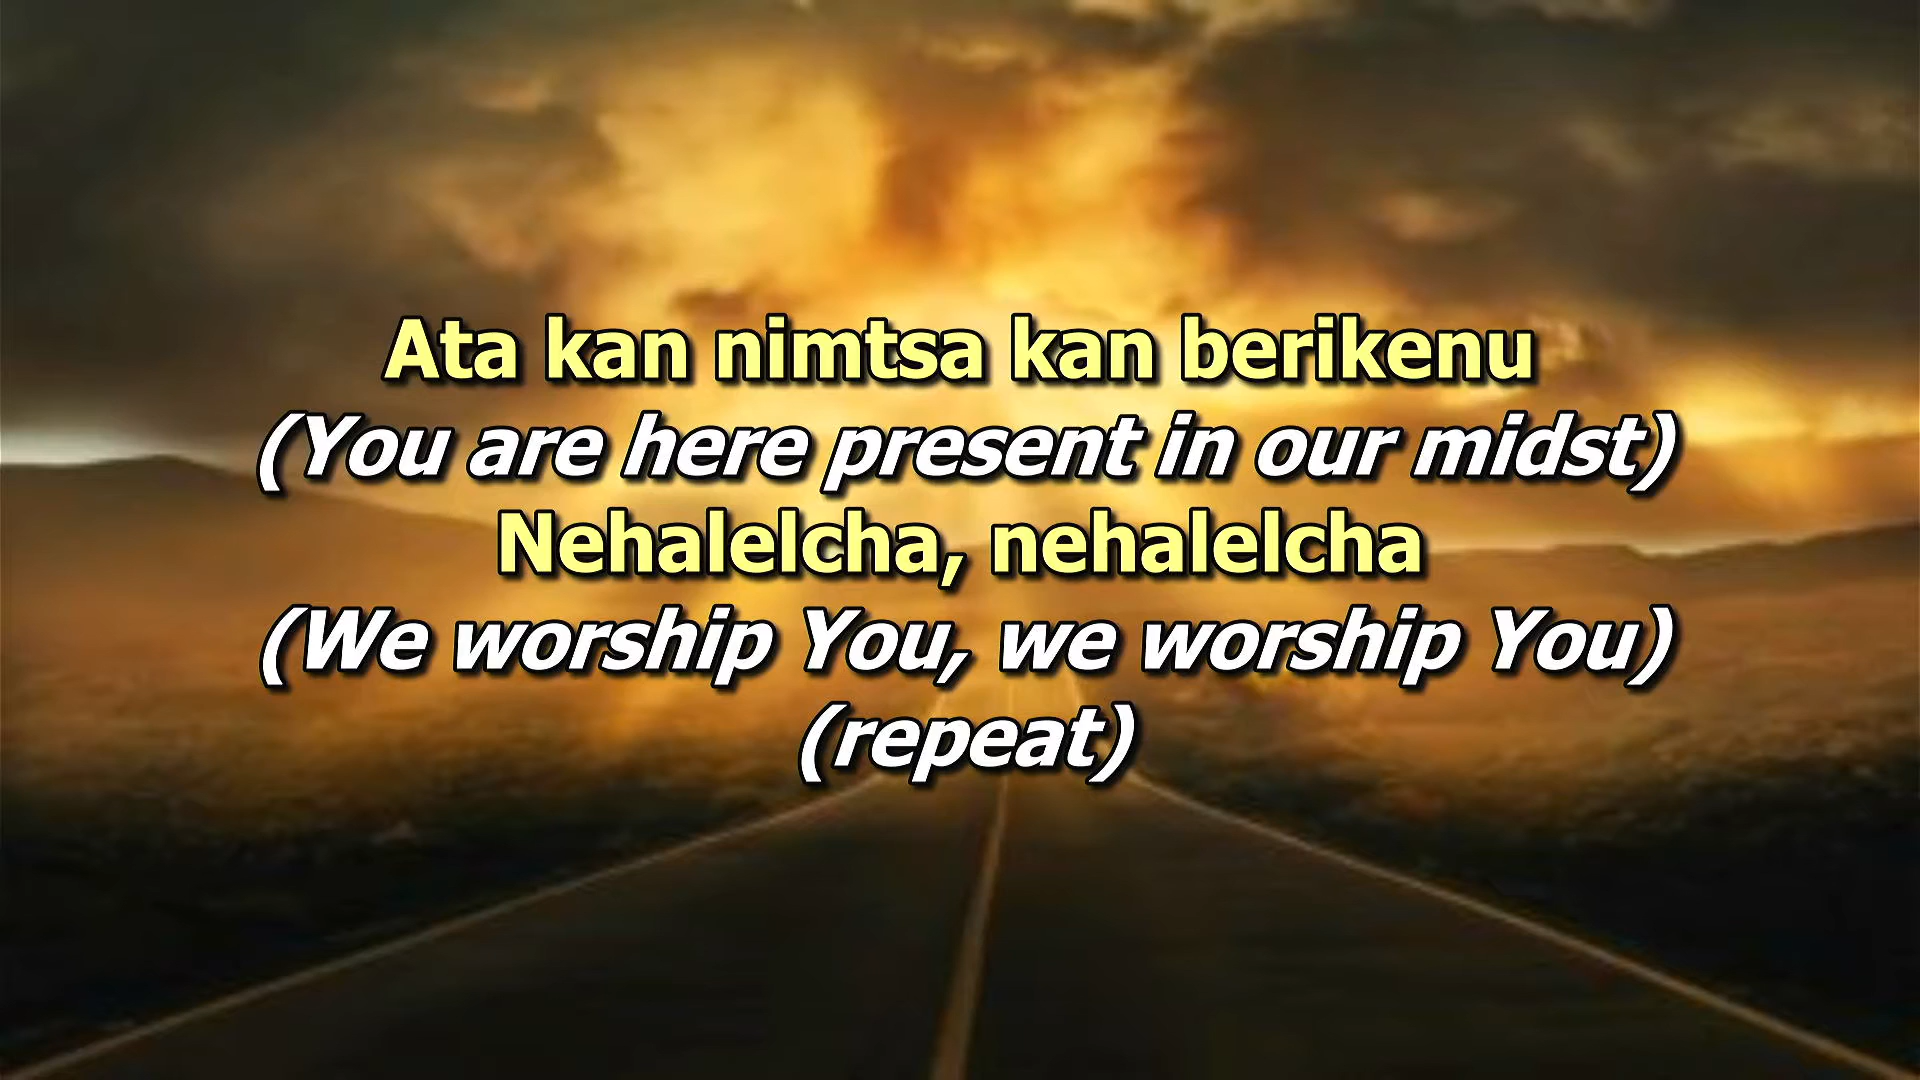 Ata kan nimtsa kan berikenu
(You are here present in our midst)
Nehalelcha, nehalelcha
(We worship You, we worship You)
(repeat)